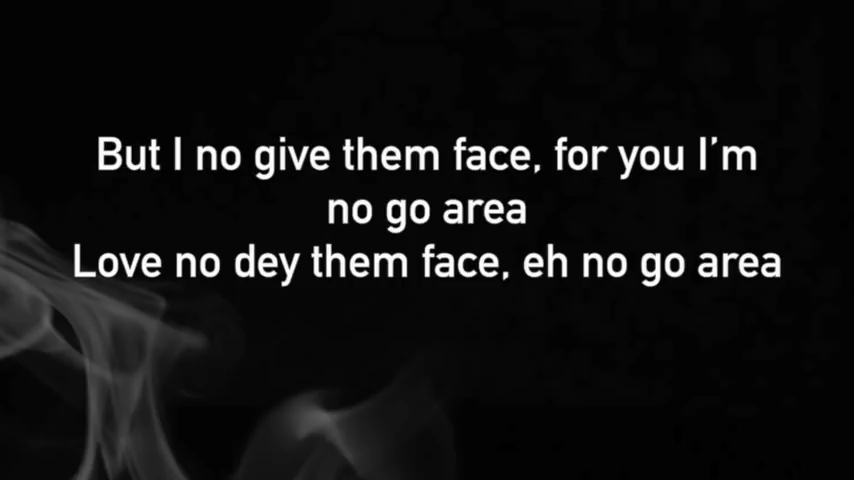 But I no give them face, for you I'm
no go area
Love no dey them face, eh no go area